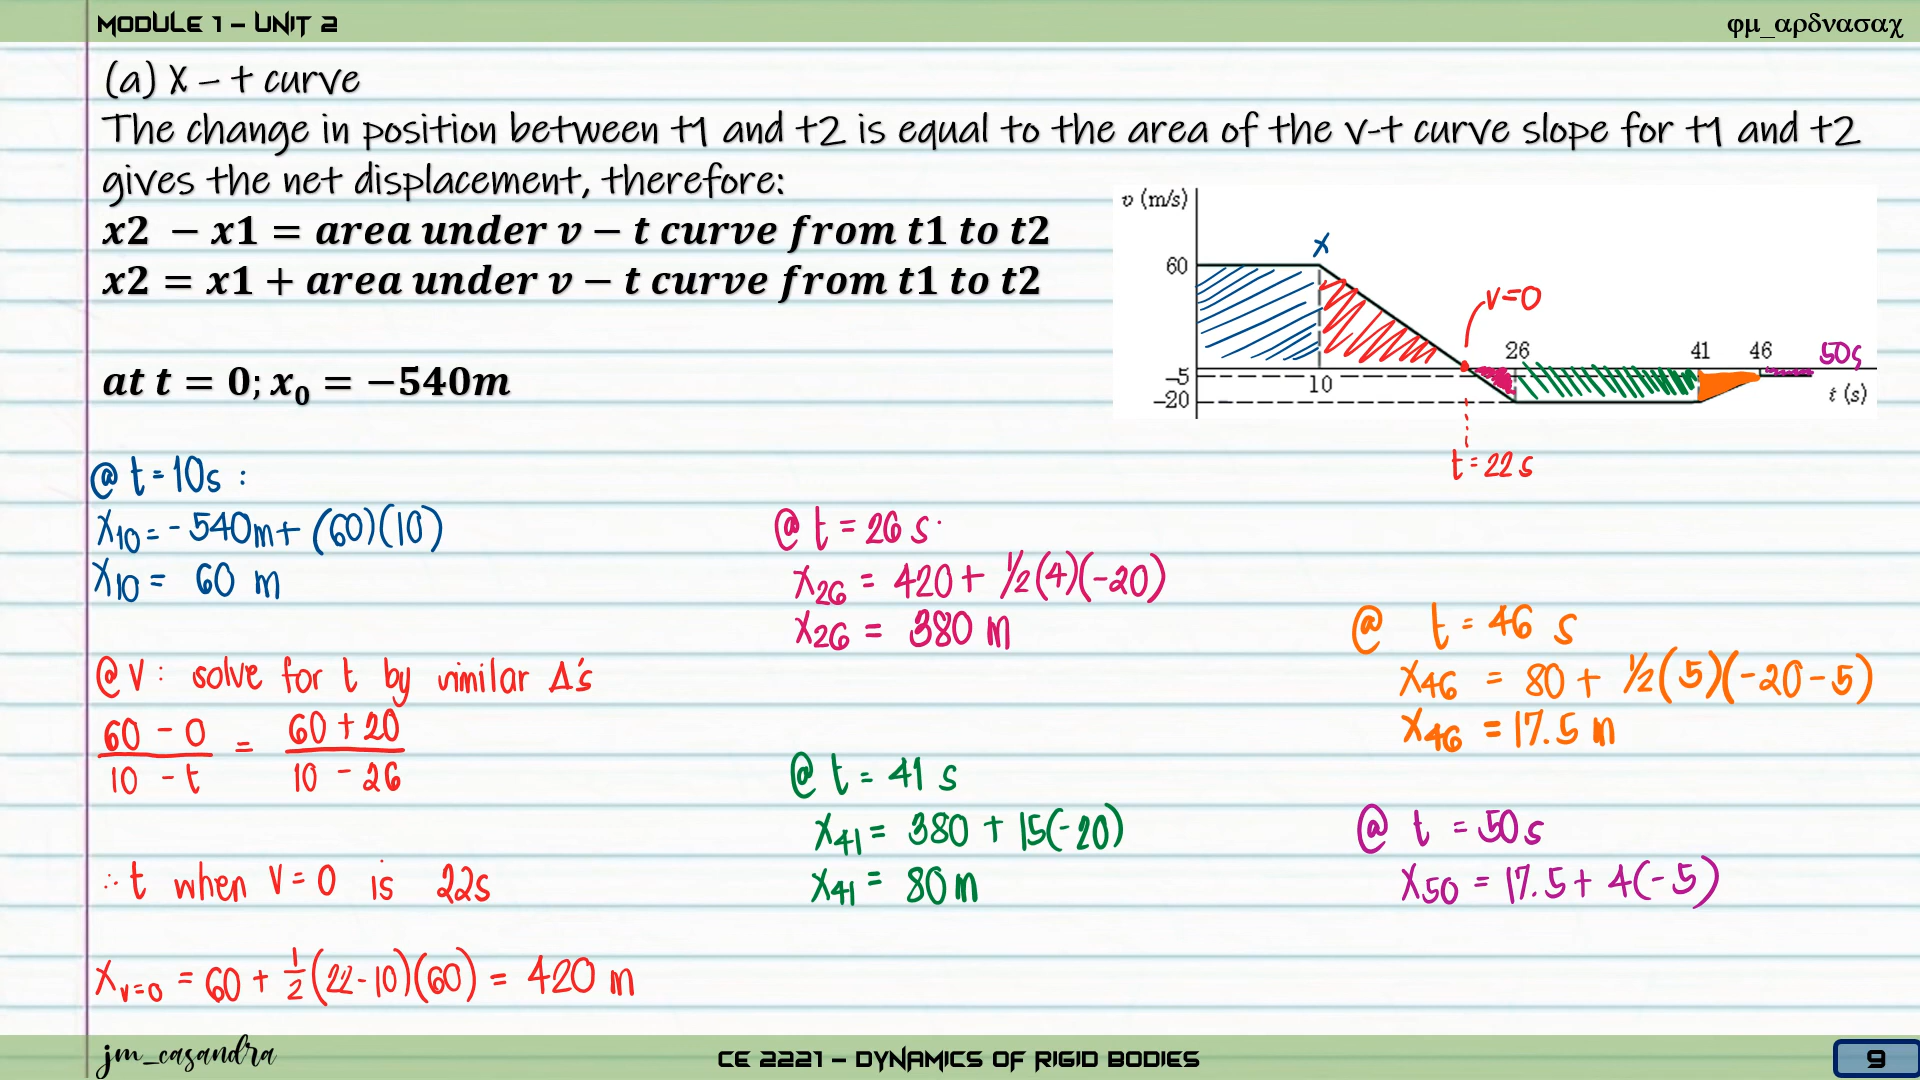 MODULE 1 – UNIT 2
φμ_αρδνασαχ
(a) x – t curve
The change in position between t1 and t2 is equal to the area of the v-t curve slope for t1 and t2
gives the net displacement, therefore:
x2 − x1 = area under v − t curve from t1 to t2
x2 = x1 + area under v − t curve from t1 to t2
at t = 0; x₀ = −540m
v (m/s)
x
60
v=0
26
41
46
50s
−5
10
−20
t (s)
t = 22 s
@ t = 10s :
x₁₀ = -540m + (60)(10)
x₁₀ = 60 m
@ V : solve for t by similar Δ's
60 - 0 / 10 - t = 60 + 20 / 10 - 26
∴ t when v = 0 is 22s
x_v=0 = 60 + 1/2 (22-10)(60) = 420 m
@ t = 26 s
x₂₆ = 420 + 1/2(4)(-20)
x₂₆ = 380 m
@ t = 41 s
x₄₁ = 380 + 15(-20)
x₄₁ = 80 m
@ t = 46 s
x₄₆ = 80 + 1/2(5)(-20-5)
x₄₆ = 17.5 m
@ t = 50s
x₅₀ = 17.5 + 4(-5)
jm_casandra
CE 2221 – DYNAMICS OF RIGID BODIES
9